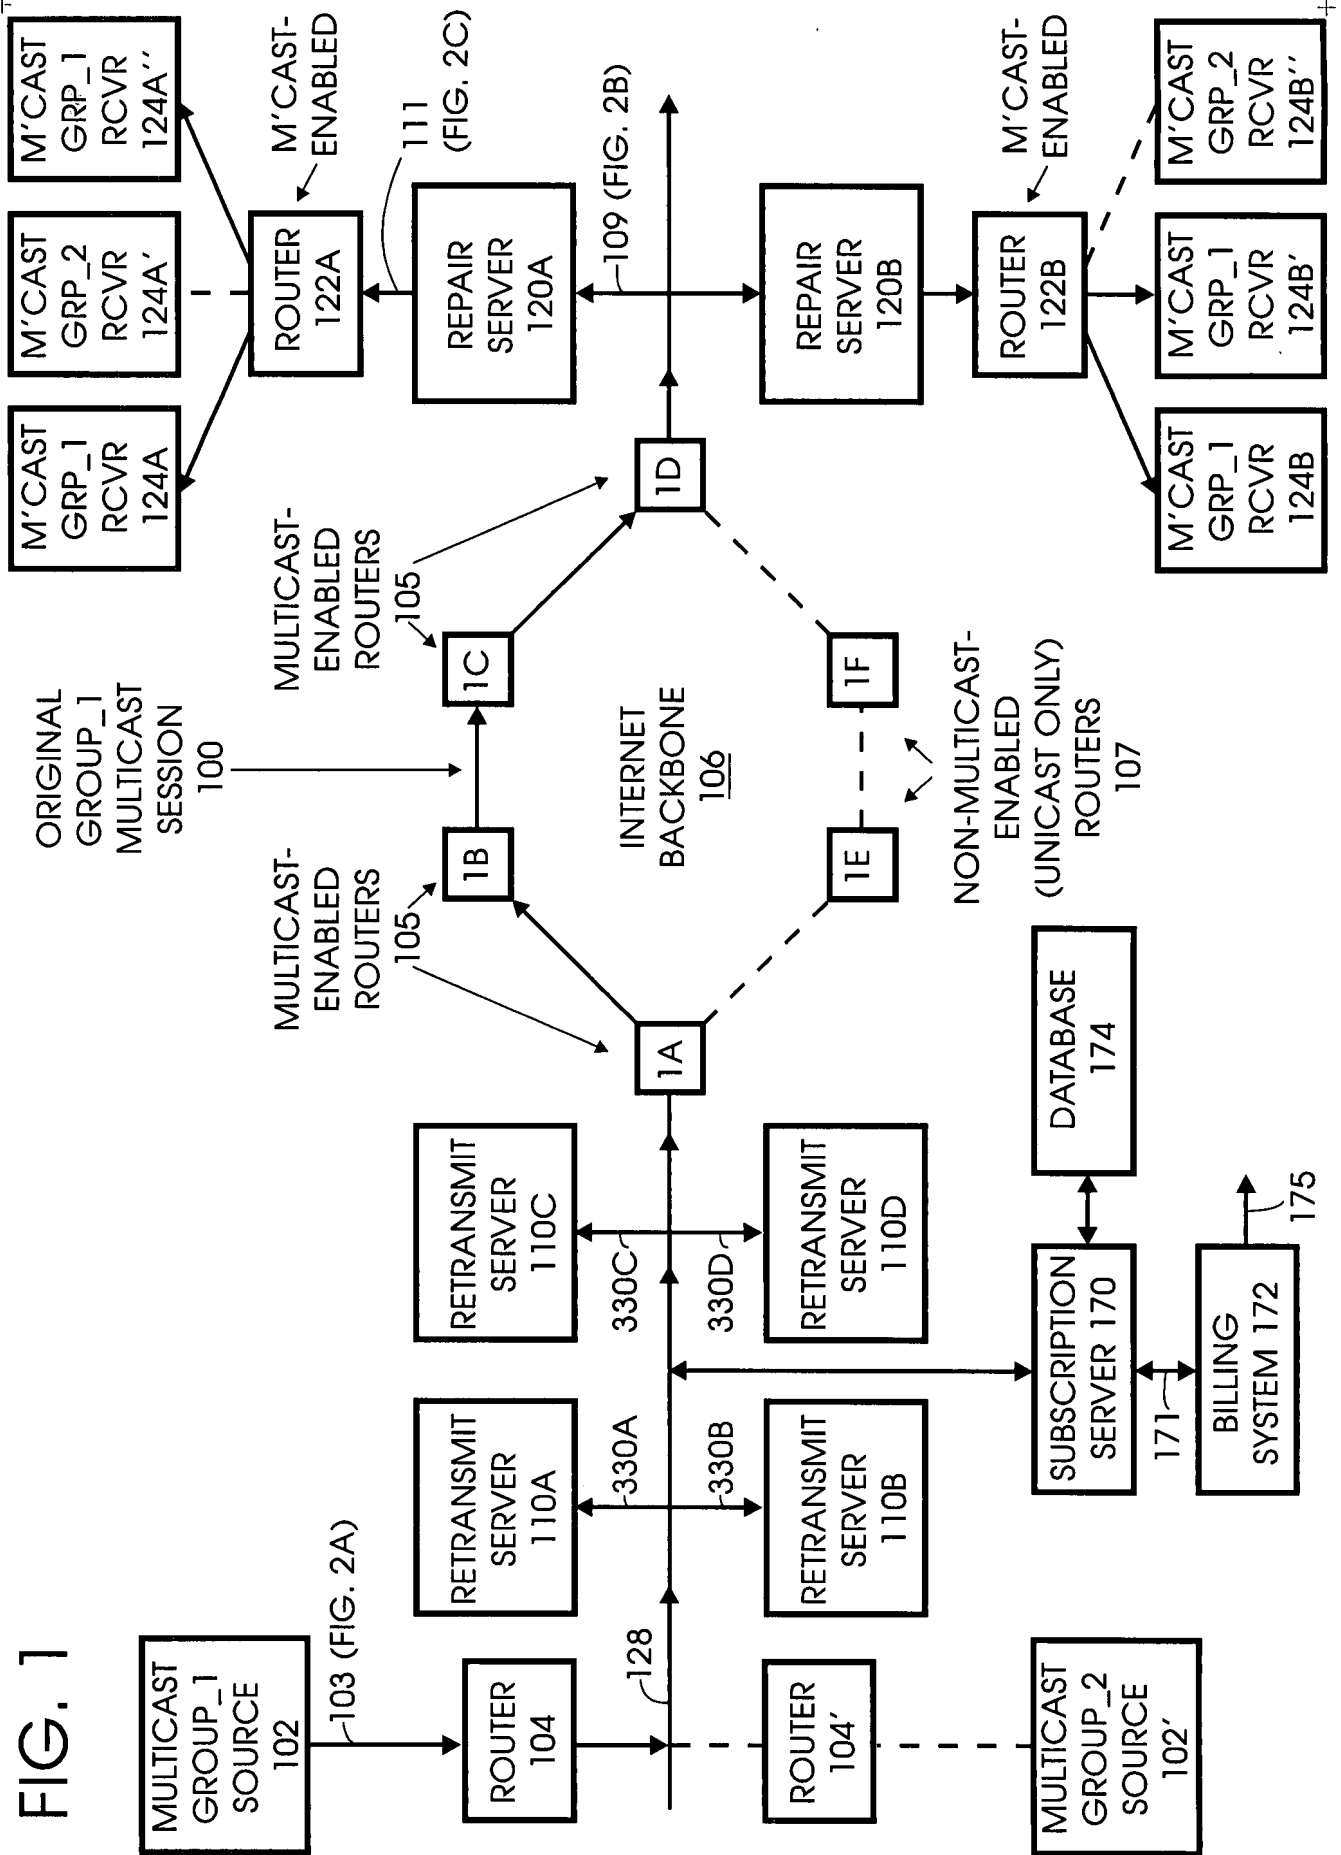 FIG. 1
MULTICAST
GROUP_1
SOURCE
102
103 (FIG. 2A)
ROUTER
104
128
ROUTER
104'
MULTICAST
GROUP_2
SOURCE
102'
RETRANSMIT
SERVER
110A
330A
330B
RETRANSMIT
SERVER
110B
RETRANSMIT
SERVER
110C
330C
330D
RETRANSMIT
SERVER
110D
SUBSCRIPTION
SERVER 170
171
BILLING
SYSTEM 172
175
DATABASE
174
ORIGINAL
GROUP_1
MULTICAST
SESSION
100
MULTICAST-
ENABLED
ROUTERS
105
MULTICAST-
ENABLED
ROUTERS
105
1A
1B
1C
1D
1E
1F
INTERNET
BACKBONE
106
NON-MULTICAST-
ENABLED
(UNICAST ONLY)
ROUTERS
107
M'CAST
GRP_1
RCVR
124A
M'CAST
GRP_2
RCVR
124A'
M'CAST
GRP_1
RCVR
124A''
ROUTER
122A
M'CAST-
ENABLED
111
(FIG. 2C)
REPAIR
SERVER
120A
109 (FIG. 2B)
REPAIR
SERVER
120B
ROUTER
122B
M'CAST-
ENABLED
M'CAST
GRP_1
RCVR
124B
M'CAST
GRP_1
RCVR
124B'
M'CAST
GRP_2
RCVR
124B''